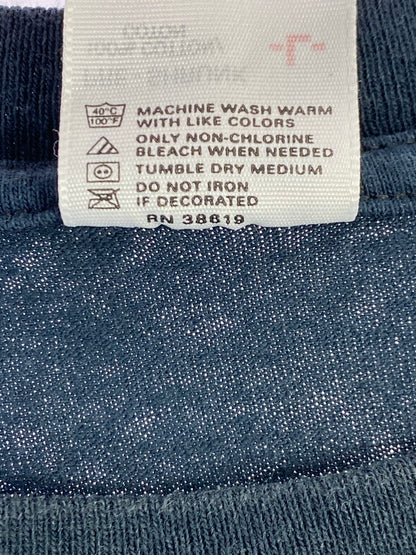 40°C
100°F
MACHINE WASH WARM
WITH LIKE COLORS
ONLY NON-CHLORINE
BLEACH WHEN NEEDED
TUMBLE DRY MEDIUM
DO NOT IRON
IF DECORATED
RN 38619